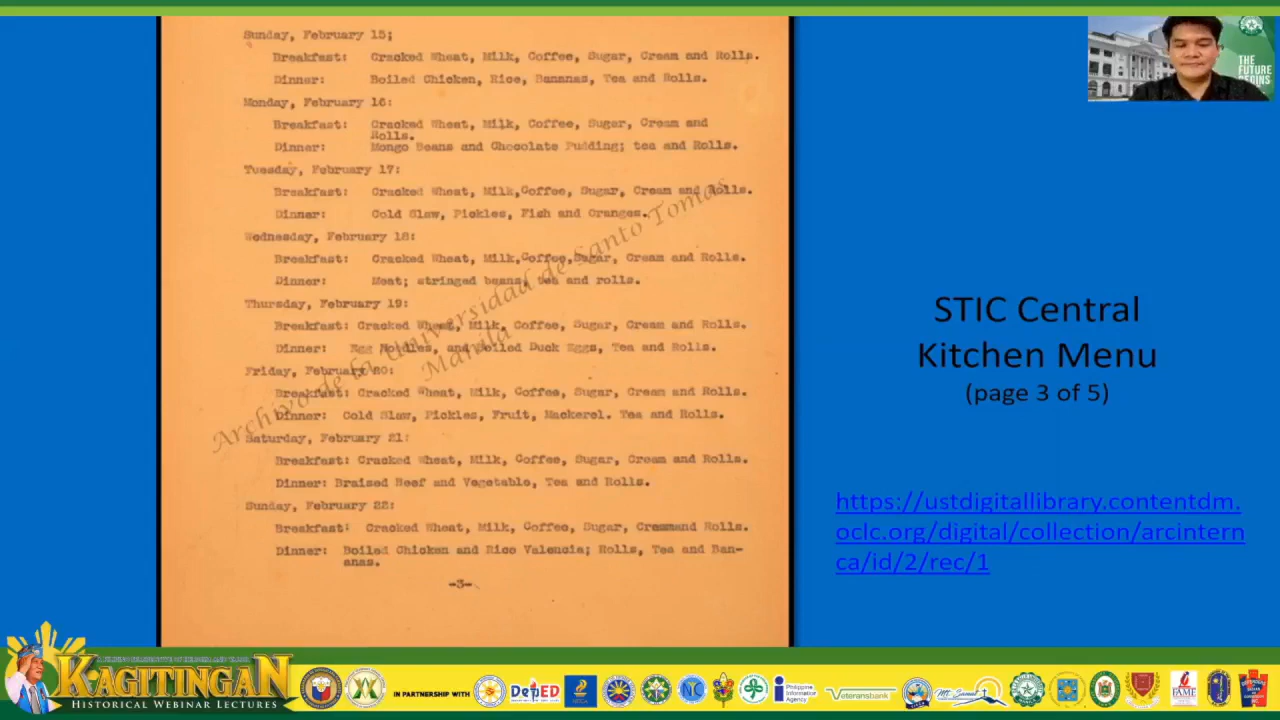 Sunday, February 15;
Breakfast: Cracked Wheat, Milk, Coffee, Sugar, Cream and Rolls.
Dinner: Boiled Chicken, Rice, Bananas, Tea and Rolls.
Monday, February 16:
Breakfast: Cracked Wheat, Milk, Coffee, Sugar, Cream and
Rolls.
Dinner: Mongo Beans and Chocolate Pudding; tea and Rolls.
Tuesday, February 17:
Breakfast: Cracked Wheat, Milk,Coffee, Sugar, Cream and Rolls.
Dinner: Cold Slaw, Pickles, Fish and Oranges.
Wednesday, February 18:
Breakfast: Cracked Wheat, Milk,Coffee,Sugar, Cream and Rolls.
Dinner: Meat; stringed beans, tea and rolls.
Thursday, February 19:
Breakfast: Cracked Wheat, Milk, Coffee, Sugar, Cream and Rolls.
Dinner: Egg Noodles, and Boiled Duck Eggs, Tea and Rolls.
Friday, February 20:
Breakfast: Cracked Wheat, Milk, Coffee, Sugar, Cream and Rolls.
Dinner: Cold Slaw, Pickles, Fruit, Mackerel. Tea and Rolls.
Saturday, February 21:
Breakfast: Cracked Wheat, Milk, Coffee, Sugar, Cream and Rolls.
Dinner: Braised Beef and Vegetable, Tea and Rolls.
Sunday, February 22:
Breakfast: Cracked Wheat, Milk, Coffee, Sugar, Creamand Rolls.
Dinner: Boiled Chicken and Rice Valencia; Rolls, Tea and Ban-
anas.
-3-
Archivo de la Universidad de Santo Tomas
Manila
THE
FUTURE
BEGINS
STIC Central
Kitchen Menu
(page 3 of 5)
https://ustdigitallibrary.contentdm.
oclc.org/digital/collection/arcintern
ca/id/2/rec/1
KAGITINGAN
HISTORICAL WEBINAR LECTURES
IN PARTNERSHIP WITH
DepED
Philippine
Information
Agency
Veteransbank
Mt. Samat
FAME